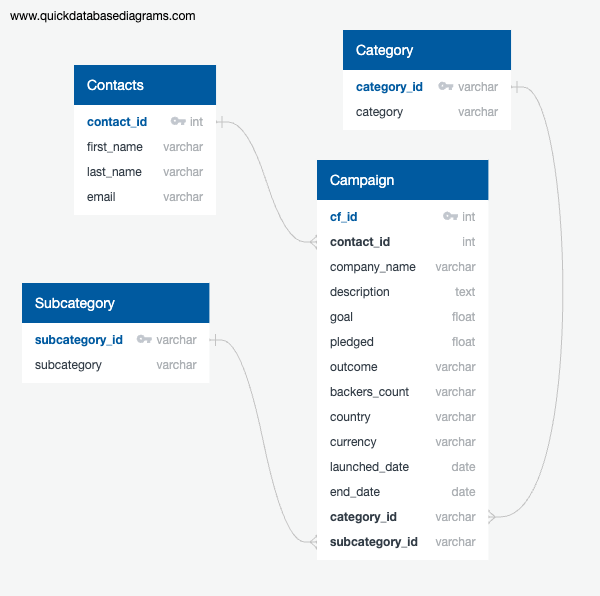 www.quickdatabasediagrams.com
Contacts
contact_id int
first_name varchar
last_name varchar
email varchar
Category
category_id varchar
category varchar
Campaign
cf_id int
contact_id int
company_name varchar
description text
goal float
pledged float
outcome varchar
backers_count varchar
country varchar
currency varchar
launched_date date
end_date date
category_id varchar
subcategory_id varchar
Subcategory
subcategory_id varchar
subcategory varchar